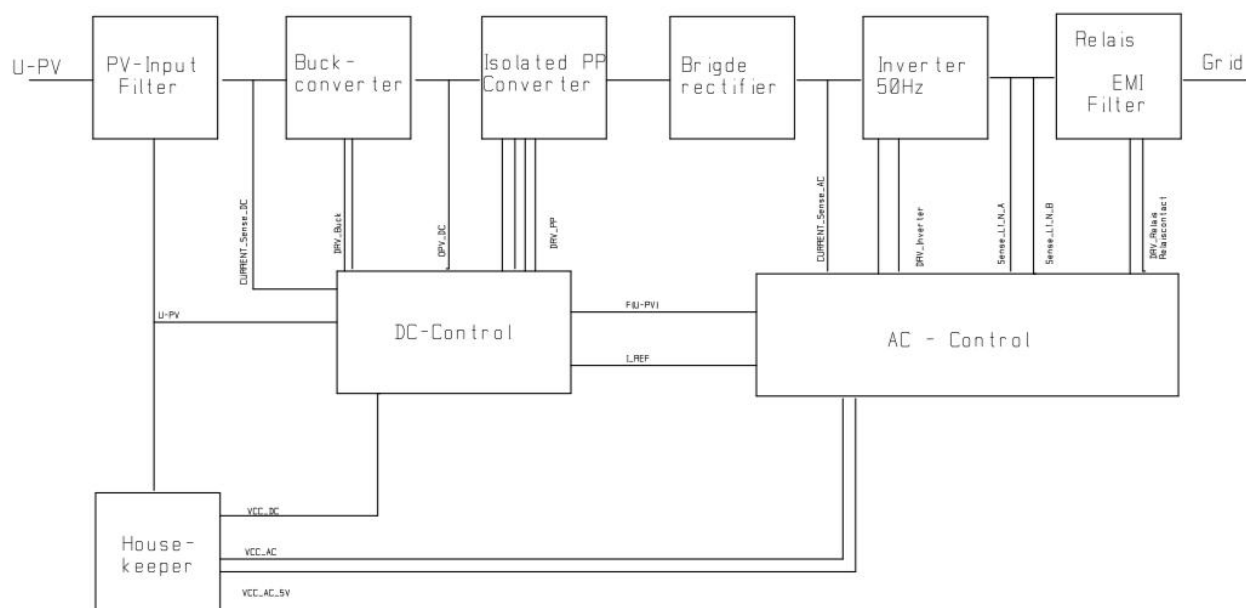 U-PV
PV-Input
Filter
Buck-
converter
Isolated PP
Converter
Brigde
rectifier
Inverter
50Hz
Relais
EMI
Filter
Grid
CURRENT_Sense_DC
DRV_Buck
OPV_DC
DRV_PP
CURRENT_Sense_AC
DRV_Inverter
Sense_L1_N_A
Sense_L1_N_B
DRV_Relais
Relaiscontact
U-PV
F(U-PV)
DC-Control
AC - Control
I_REF
House-
keeper
VCC_DC
VCC_AC
VCC_AC_5V